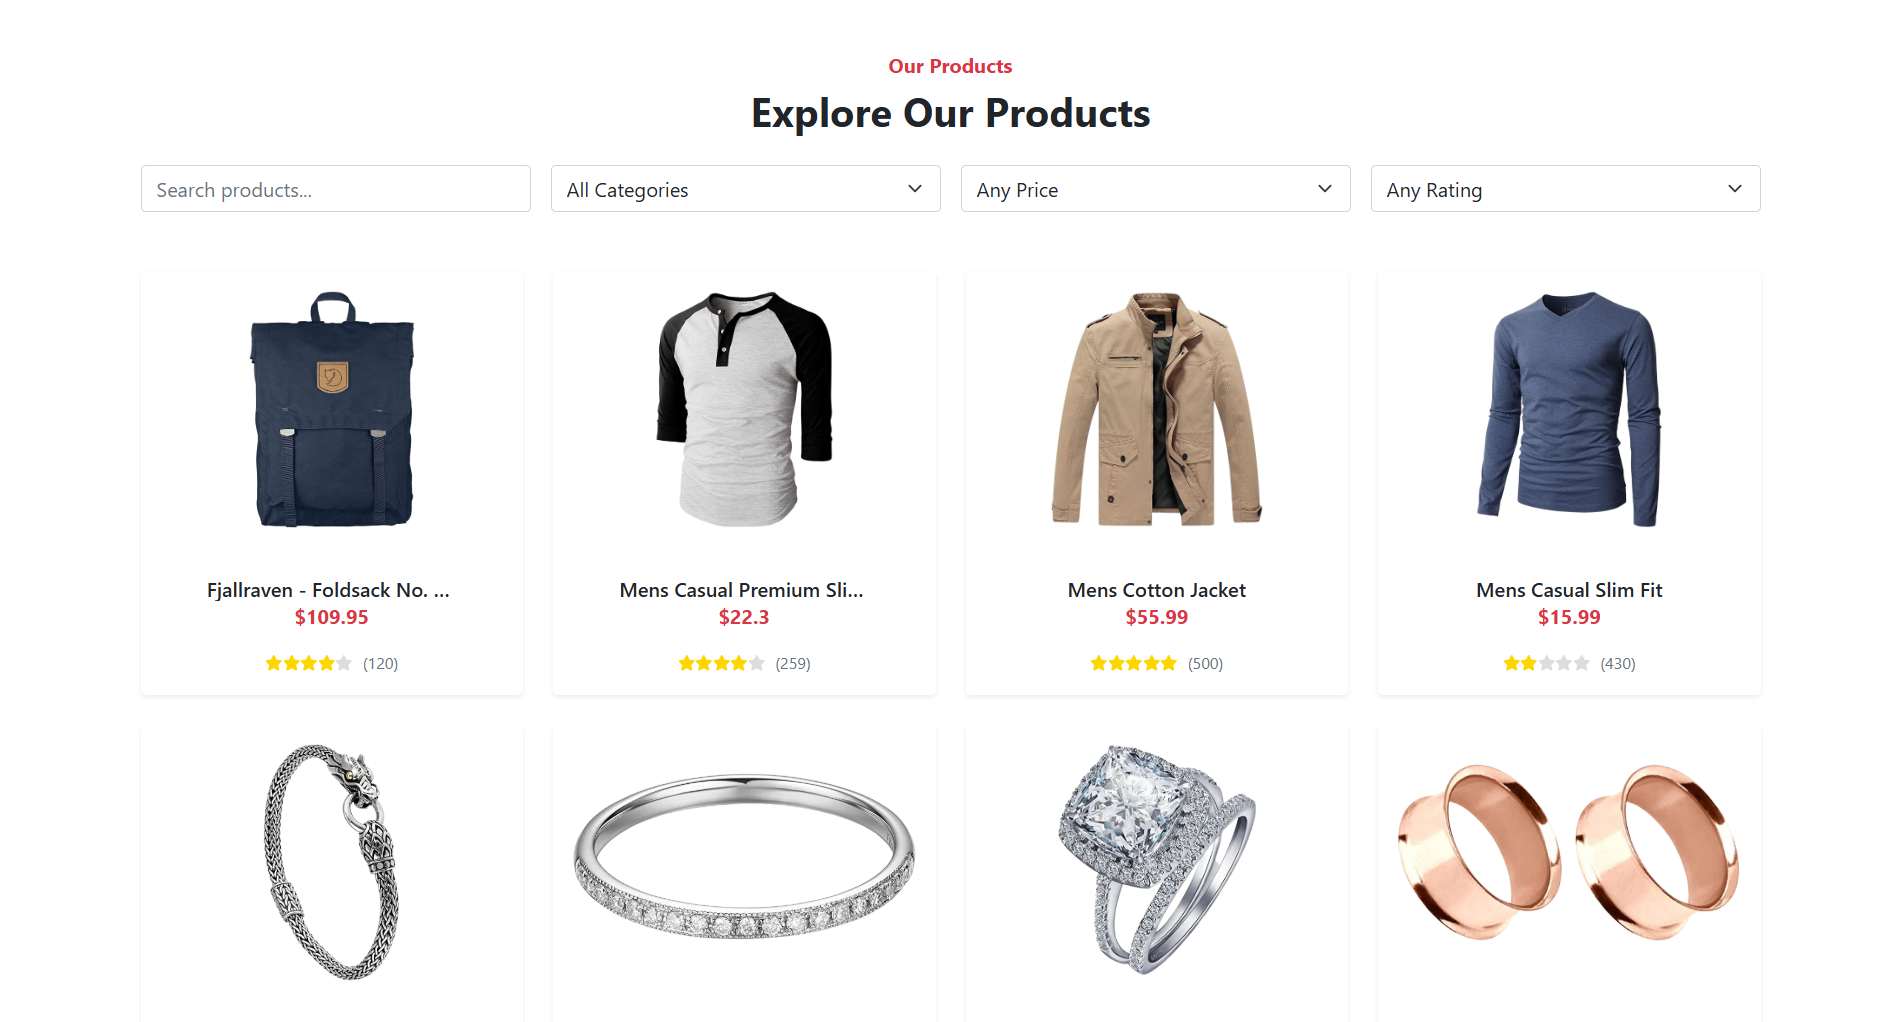 Our Products
Explore Our Products
Search products...
All Categories
Any Price
Any Rating
Fjallraven - Foldsack No. ...
$109.95
(120)
Mens Casual Premium Sli...
$22.3
(259)
Mens Cotton Jacket
$55.99
(500)
Mens Casual Slim Fit
$15.99
(430)